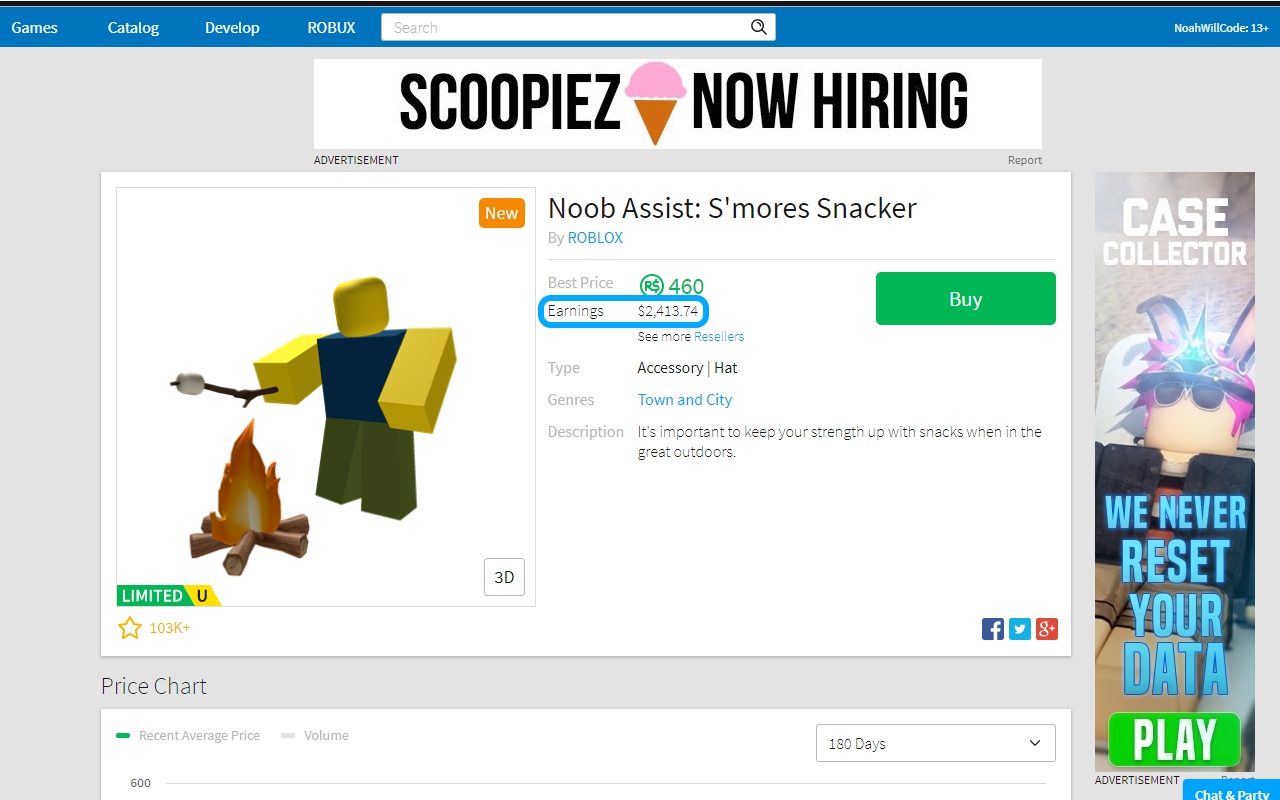 Games Catalog Develop ROBUX Search NoahWillCode: 13+
SCOOPIEZ NOW HIRING
ADVERTISEMENT Report
New
Noob Assist: S'mores Snacker
By ROBLOX
Best Price R$ 460
Buy
Earnings $2,413.74
See more Resellers
Type Accessory | Hat
Genres Town and City
Description It's important to keep your strength up with snacks when in the
great outdoors.
3D
LIMITED U
103K+
f g+
CASE
COLLECTOR
WE NEVER
RESET
YOUR
DATA
PLAY
ADVERTISEMENT Report
Price Chart
Recent Average Price Volume
180 Days
600
Chat & Party